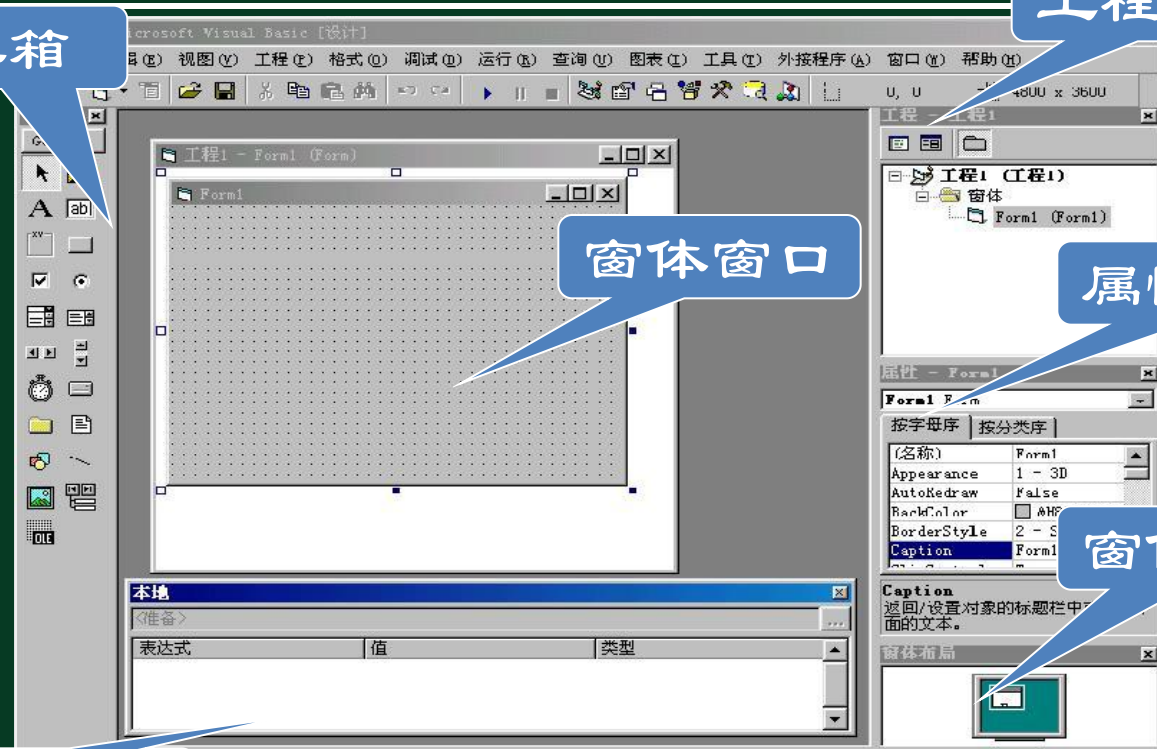 工程
箱
icrosoft Visual Basic [设计]
视图(V) 工程(P) 格式(O) 调试(D) 运行(R) 查询(U) 图表(I) 工具(T) 外接程序(A) 窗口(W) 帮助(H)
4800 x 3600
工程 - 工程1
工程1 - Form1 (Form)
工程1 (工程1)
窗体
Form1 (Form1)
Form1
A ab|
xv
窗体窗口
属性 - Form1
Form1
按字母序 按分类序
(名称) Form1
Appearance 1 - 3D
AutoRedraw False
BackColor
BorderStyle 2 - S
Caption Form1
Caption
返回/设置对象的标题栏中
面的文本。
OLE
本地
<准备>
表达式 值 类型
窗体布局